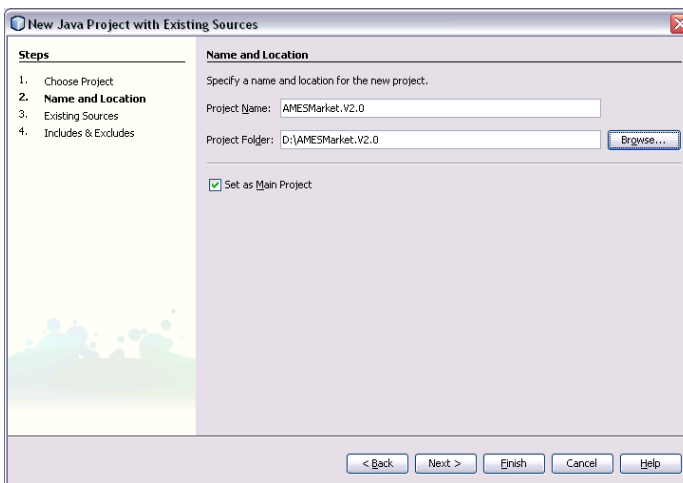 New Java Project with Existing Sources
Steps
1. Choose Project
2. Name and Location
3. Existing Sources
4. Includes & Excludes
Name and Location
Specify a name and location for the new project.
Project Name: AMESMarket.V2.0
Project Folder: D:\AMESMarket.V2.0 Browse...
Set as Main Project
< Back Next > Finish Cancel Help